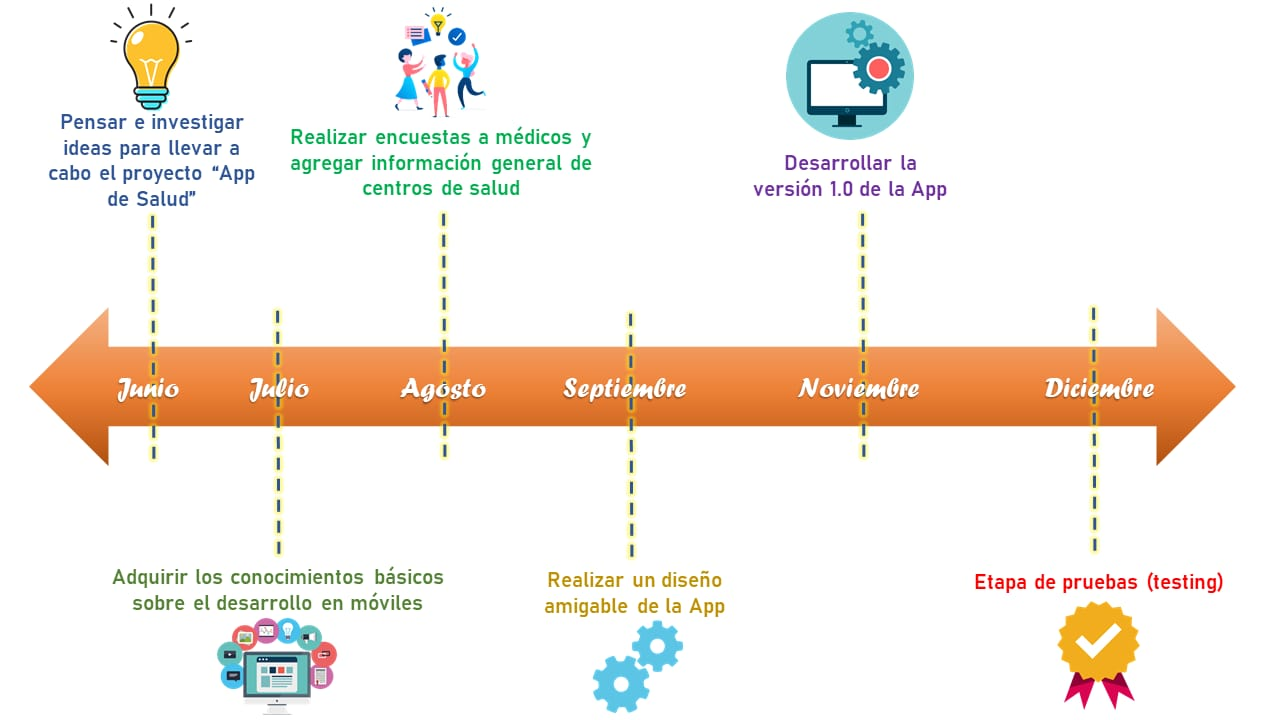 Pensar e investigar
ideas para llevar a
cabo el proyecto “App
de Salud”
Realizar encuestas a médicos y
agregar información general de
centros de salud
Desarrollar la
versión 1.0 de la App
Junio
Julio
Agosto
Septiembre
Noviembre
Diciembre
Adquirir los conocimientos básicos
sobre el desarrollo en móviles
Realizar un diseño
amigable de la App
Etapa de pruebas (testing)